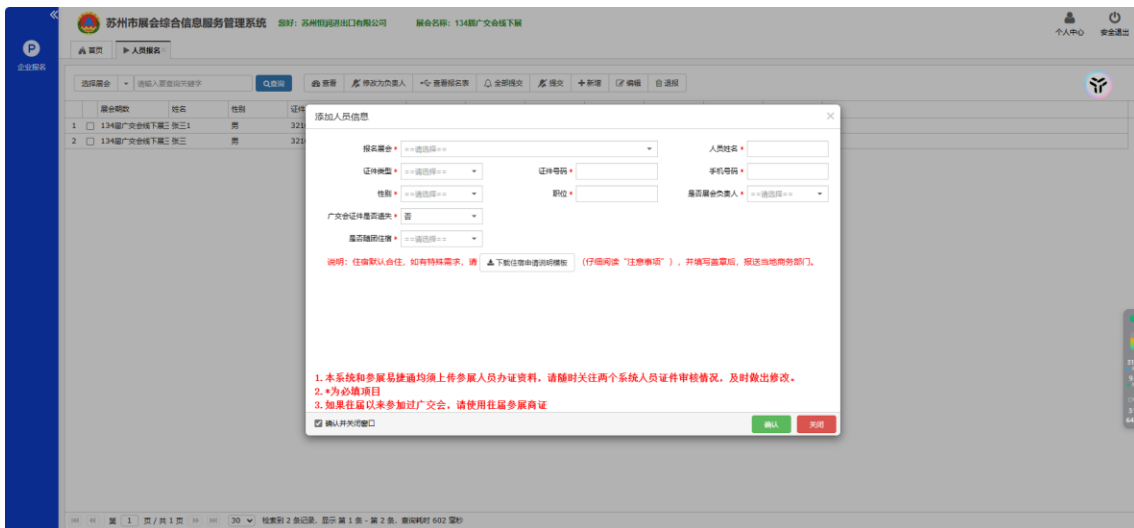 苏州市展会综合信息服务管理系统 您好：苏州恒润进出口有限公司 展会名称：134届广交会线下展
个人中心 安全退出
企业报名
首页 人员报名
选择展会 请输入要查询关键字 查询 查看 修改为负责人 查看报名表 全部提交 提交 新增 编辑 退报
展会期数 姓名 性别 证件
1 134届广交会线下展三 张三1 男 321
2 134届广交会线下展三 张三 男 321
添加人员信息
报名展会 * ==请选择== 人员姓名 *
证件类型 * ==请选择== 证件号码 * 手机号码 *
性别 * ==请选择== 职位 * 是否展会负责人 * ==请选择==
广交会证件是否遗失 * 否
是否随团住宿 * ==请选择==
说明：住宿默认合住，如有特殊需求，请 下载住宿申请说明模板 （仔细阅读“注意事项”），并填写盖章后，报送当地商务部门。
1.本系统和参展易捷通均须上传参展人员办证资料，请随时关注两个系统人员证件审核情况，及时做出修改。
2.*为必填项目
3.如果往届以来参加过广交会，请使用往届参展商证
确认并关闭窗口 确认 关闭
第 1 页/共1页 30 检索到 2 条记录，显示 第 1 条 - 第 2 条，查询耗时 602 毫秒